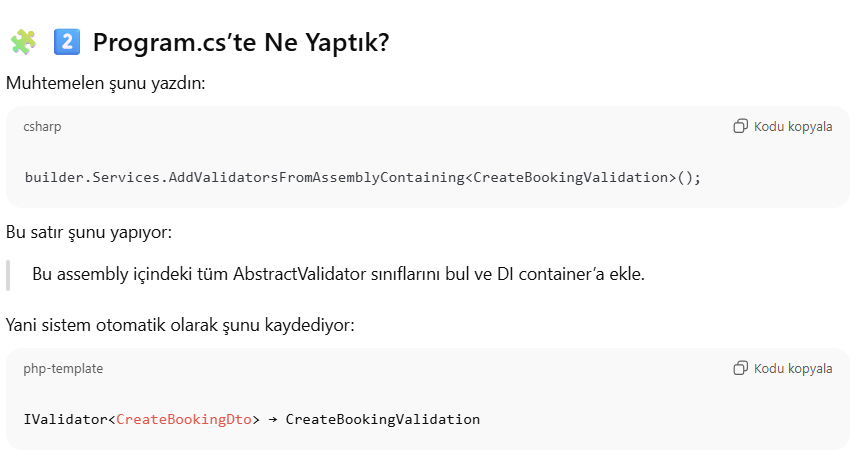 🧩 2️⃣ Program.cs’te Ne Yaptık?
Muhtemelen şunu yazdın:
csharp Kodu kopyala
builder.Services.AddValidatorsFromAssemblyContaining<CreateBookingValidation>();
Bu satır şunu yapıyor:
Bu assembly içindeki tüm AbstractValidator sınıflarını bul ve DI container’a ekle.
Yani sistem otomatik olarak şunu kaydediyor:
php-template Kodu kopyala
IValidator<CreateBookingDto> → CreateBookingValidation